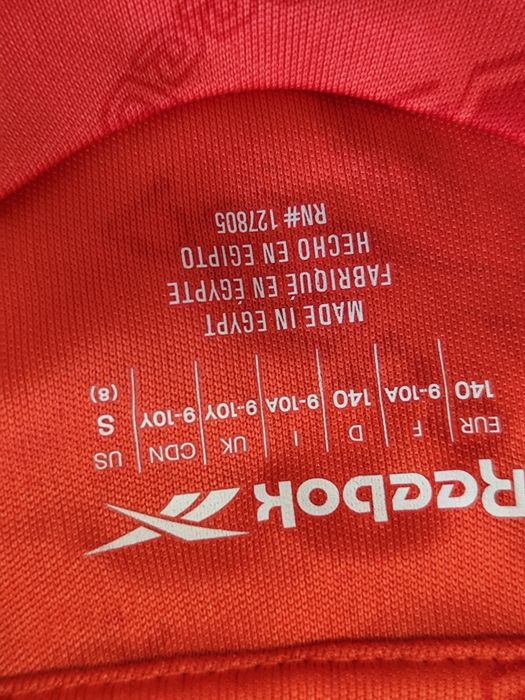 Reebok
EUR F D I UK CDN US
140 9-10A 140 9-10A 9-10Y 9-10Y S
(8)
MADE IN EGYPT
FABRIQUÉ EN ÉGYPTE
HECHO EN EGIPTO
RN# 127805